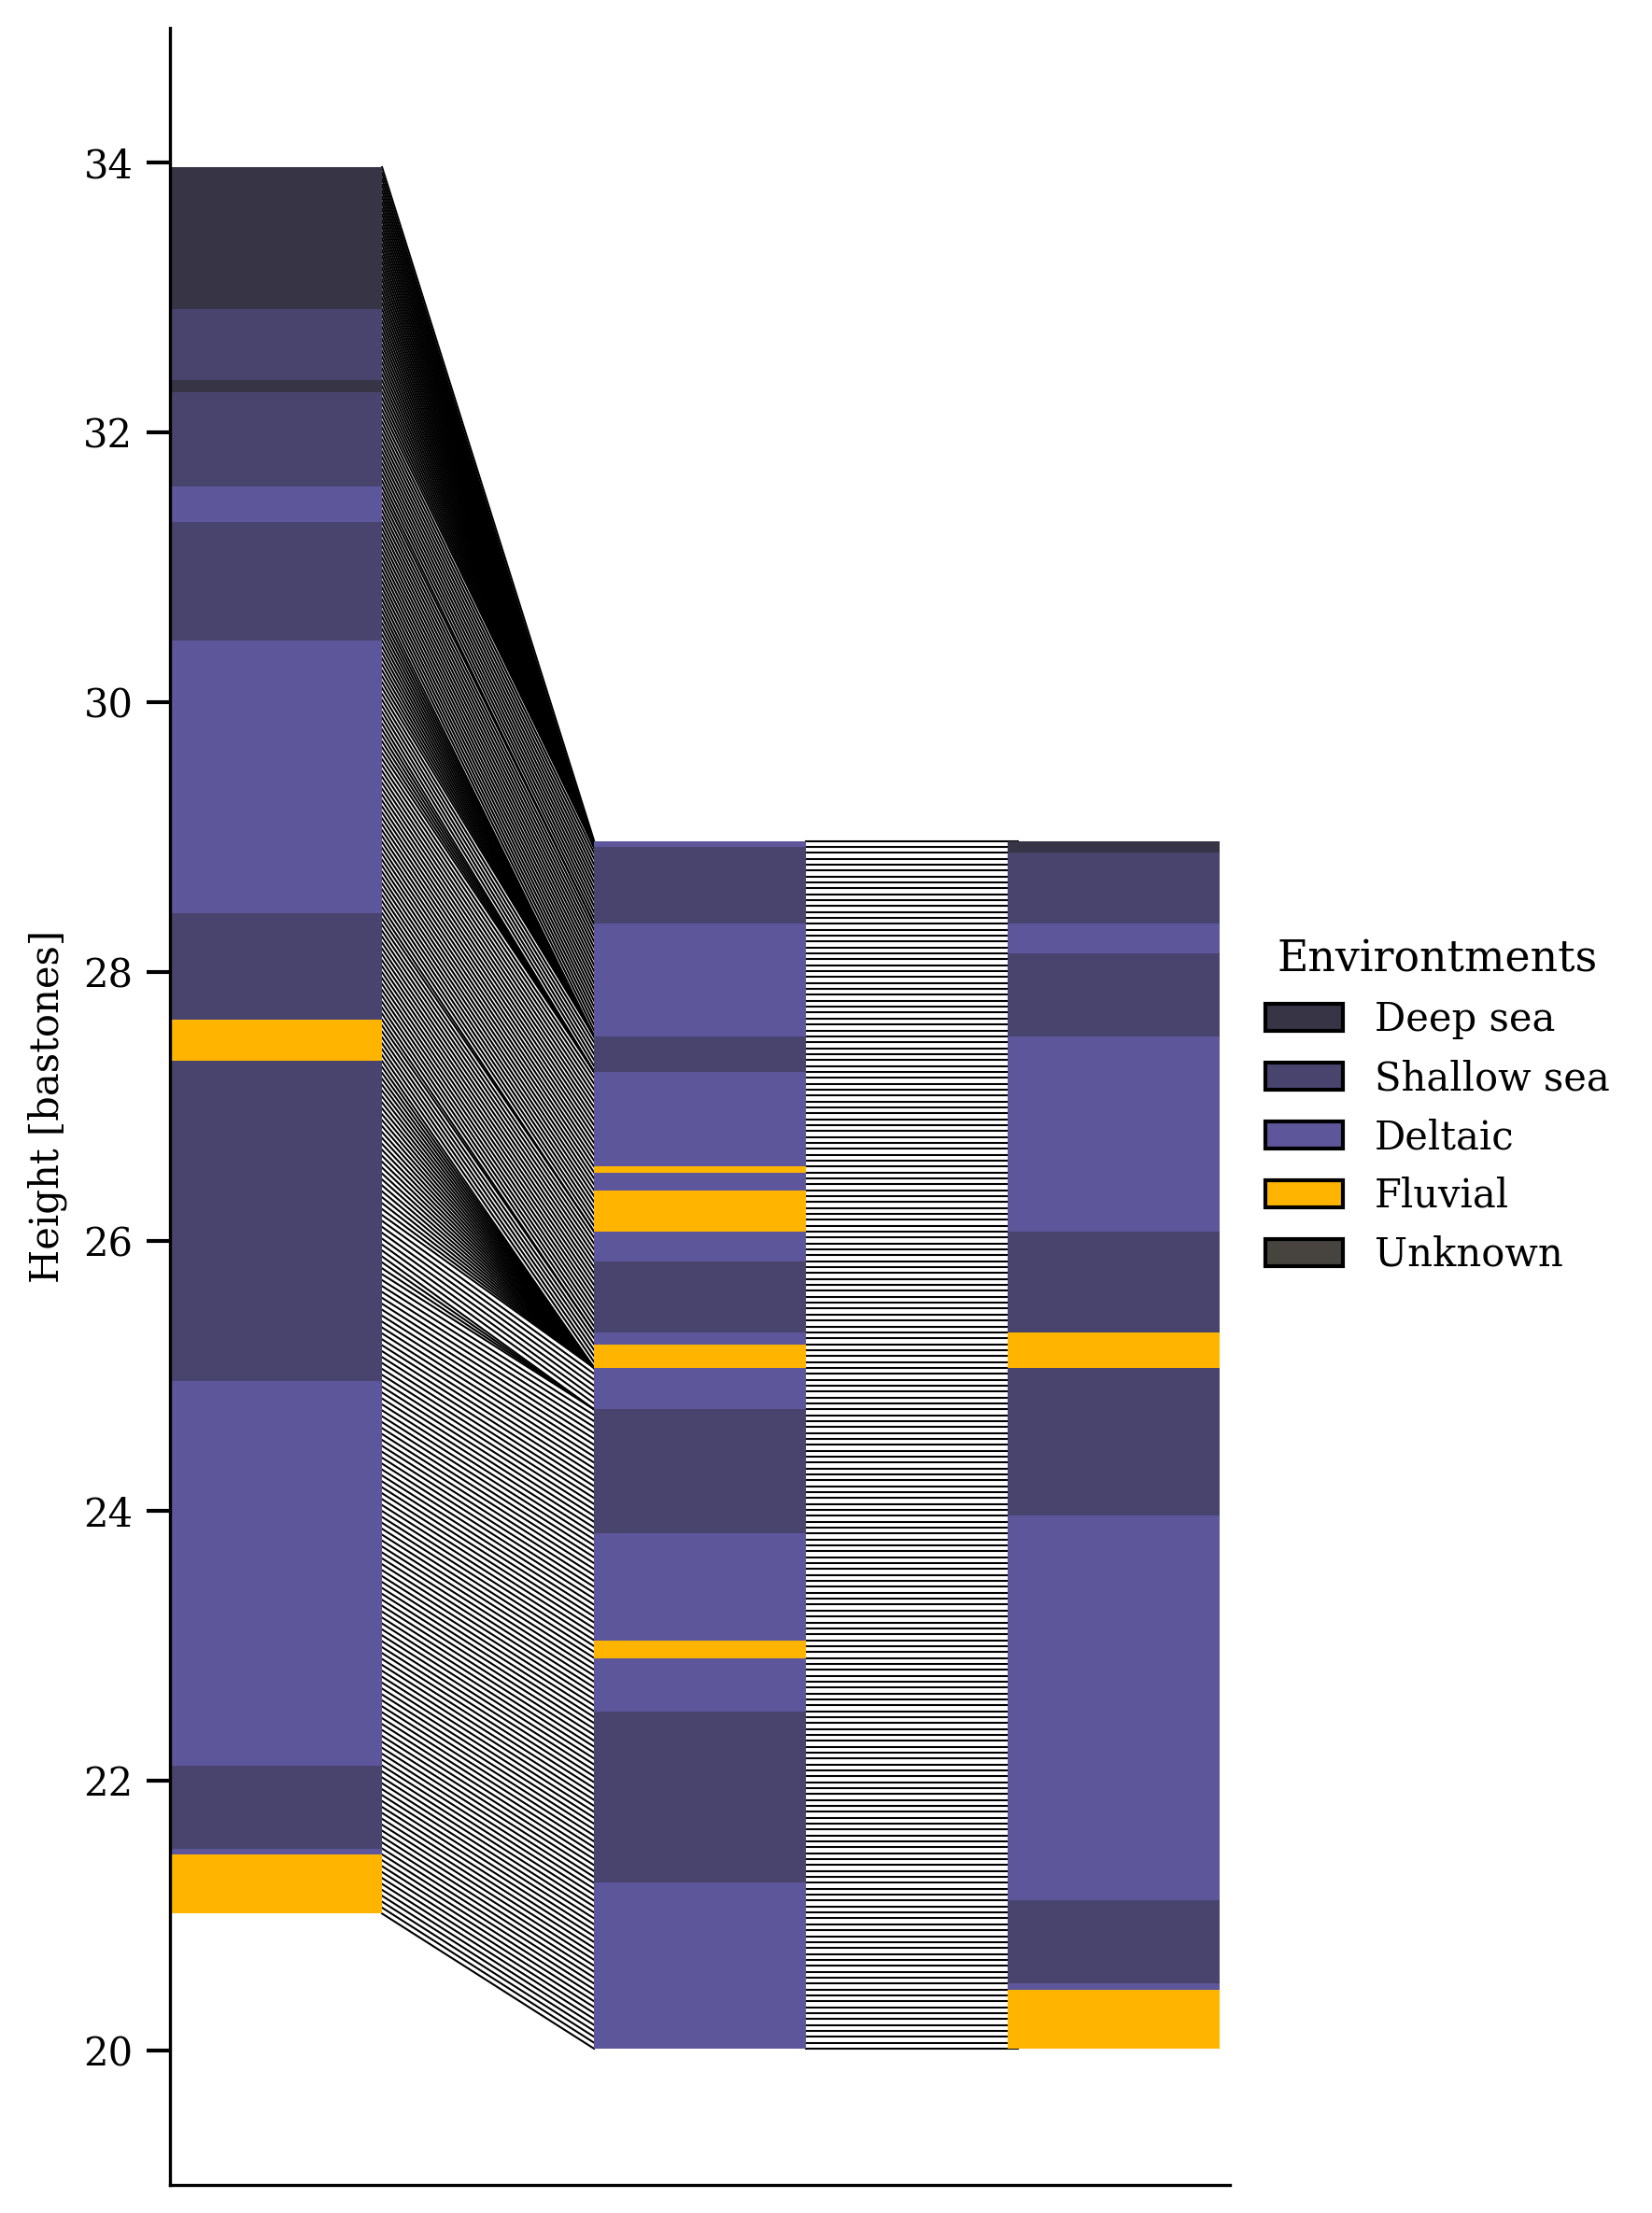 34
32
30
28
26
24
22
20
Height [bastones]
Environtments
Deep sea
Shallow sea
Deltaic
Fluvial
Unknown